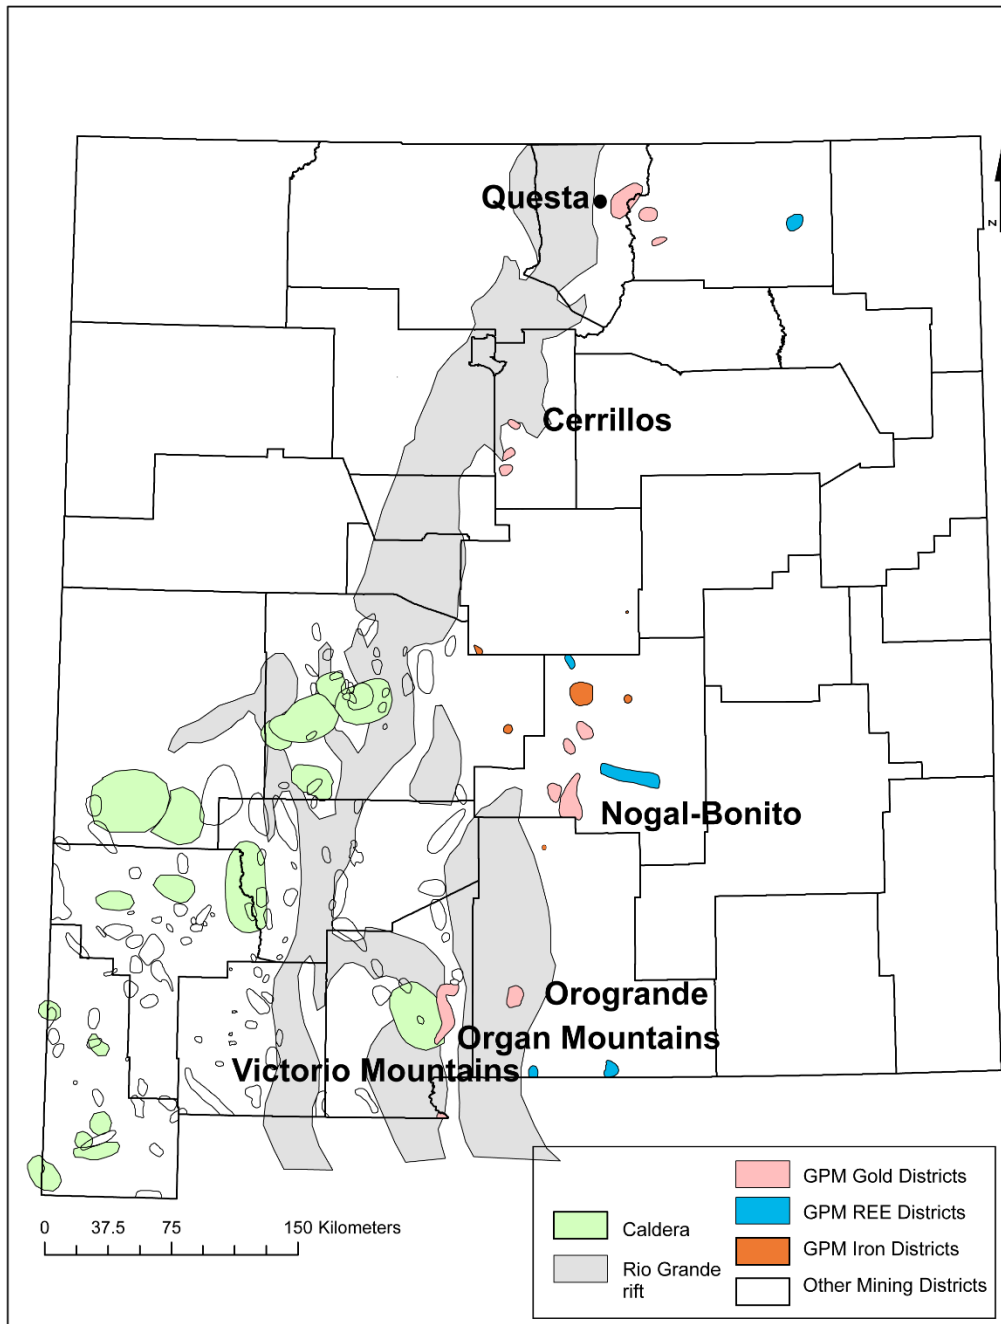 Questa
Cerrillos
Nogal-Bonito
Orogrande
Organ Mountains
Victorio Mountains
0 37.5 75 150 Kilometers
Caldera
Rio Grande
rift
GPM Gold Districts
GPM REE Districts
GPM Iron Districts
Other Mining Districts
z